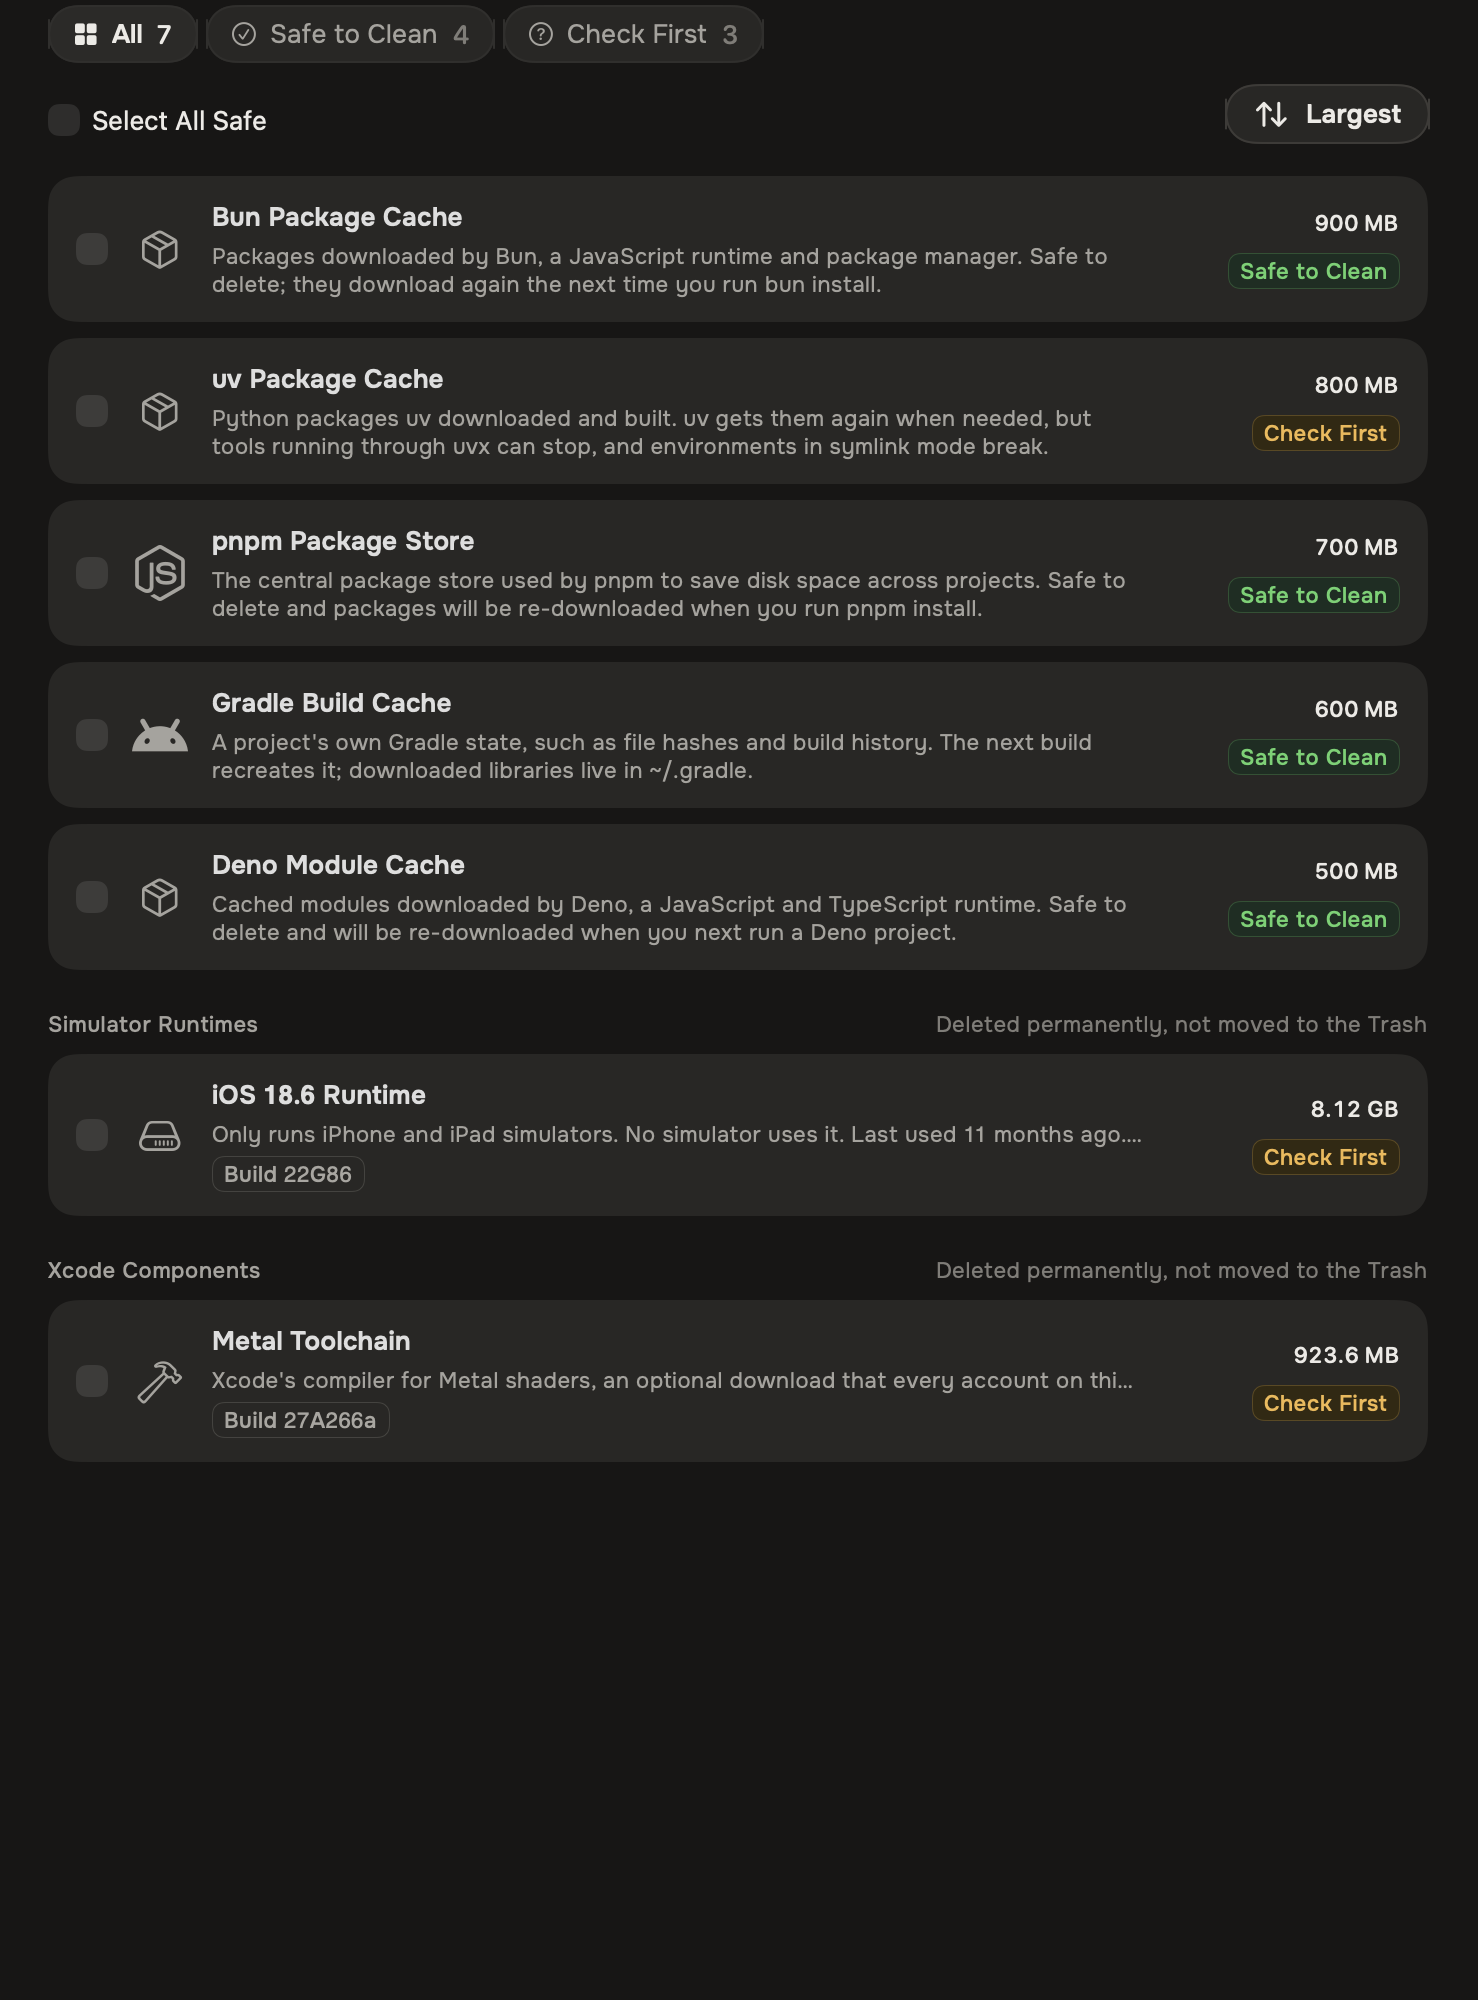 All 7 Safe to Clean 4 Check First 3
Select All Safe
Largest
Bun Package Cache
Packages downloaded by Bun, a JavaScript runtime and package manager. Safe to
delete; they download again the next time you run bun install.
900 MB
Safe to Clean
uv Package Cache
Python packages uv downloaded and built. uv gets them again when needed, but
tools running through uvx can stop, and environments in symlink mode break.
800 MB
Check First
JS
pnpm Package Store
The central package store used by pnpm to save disk space across projects. Safe to
delete and packages will be re-downloaded when you run pnpm install.
700 MB
Safe to Clean
Gradle Build Cache
A project's own Gradle state, such as file hashes and build history. The next build
recreates it; downloaded libraries live in ~/.gradle.
600 MB
Safe to Clean
Deno Module Cache
Cached modules downloaded by Deno, a JavaScript and TypeScript runtime. Safe to
delete and will be re-downloaded when you next run a Deno project.
500 MB
Safe to Clean
Simulator Runtimes
Deleted permanently, not moved to the Trash
iOS 18.6 Runtime
Only runs iPhone and iPad simulators. No simulator uses it. Last used 11 months ago....
Build 22G86
8.12 GB
Check First
Xcode Components
Deleted permanently, not moved to the Trash
Metal Toolchain
Xcode's compiler for Metal shaders, an optional download that every account on thi...
Build 27A266a
923.6 MB
Check First